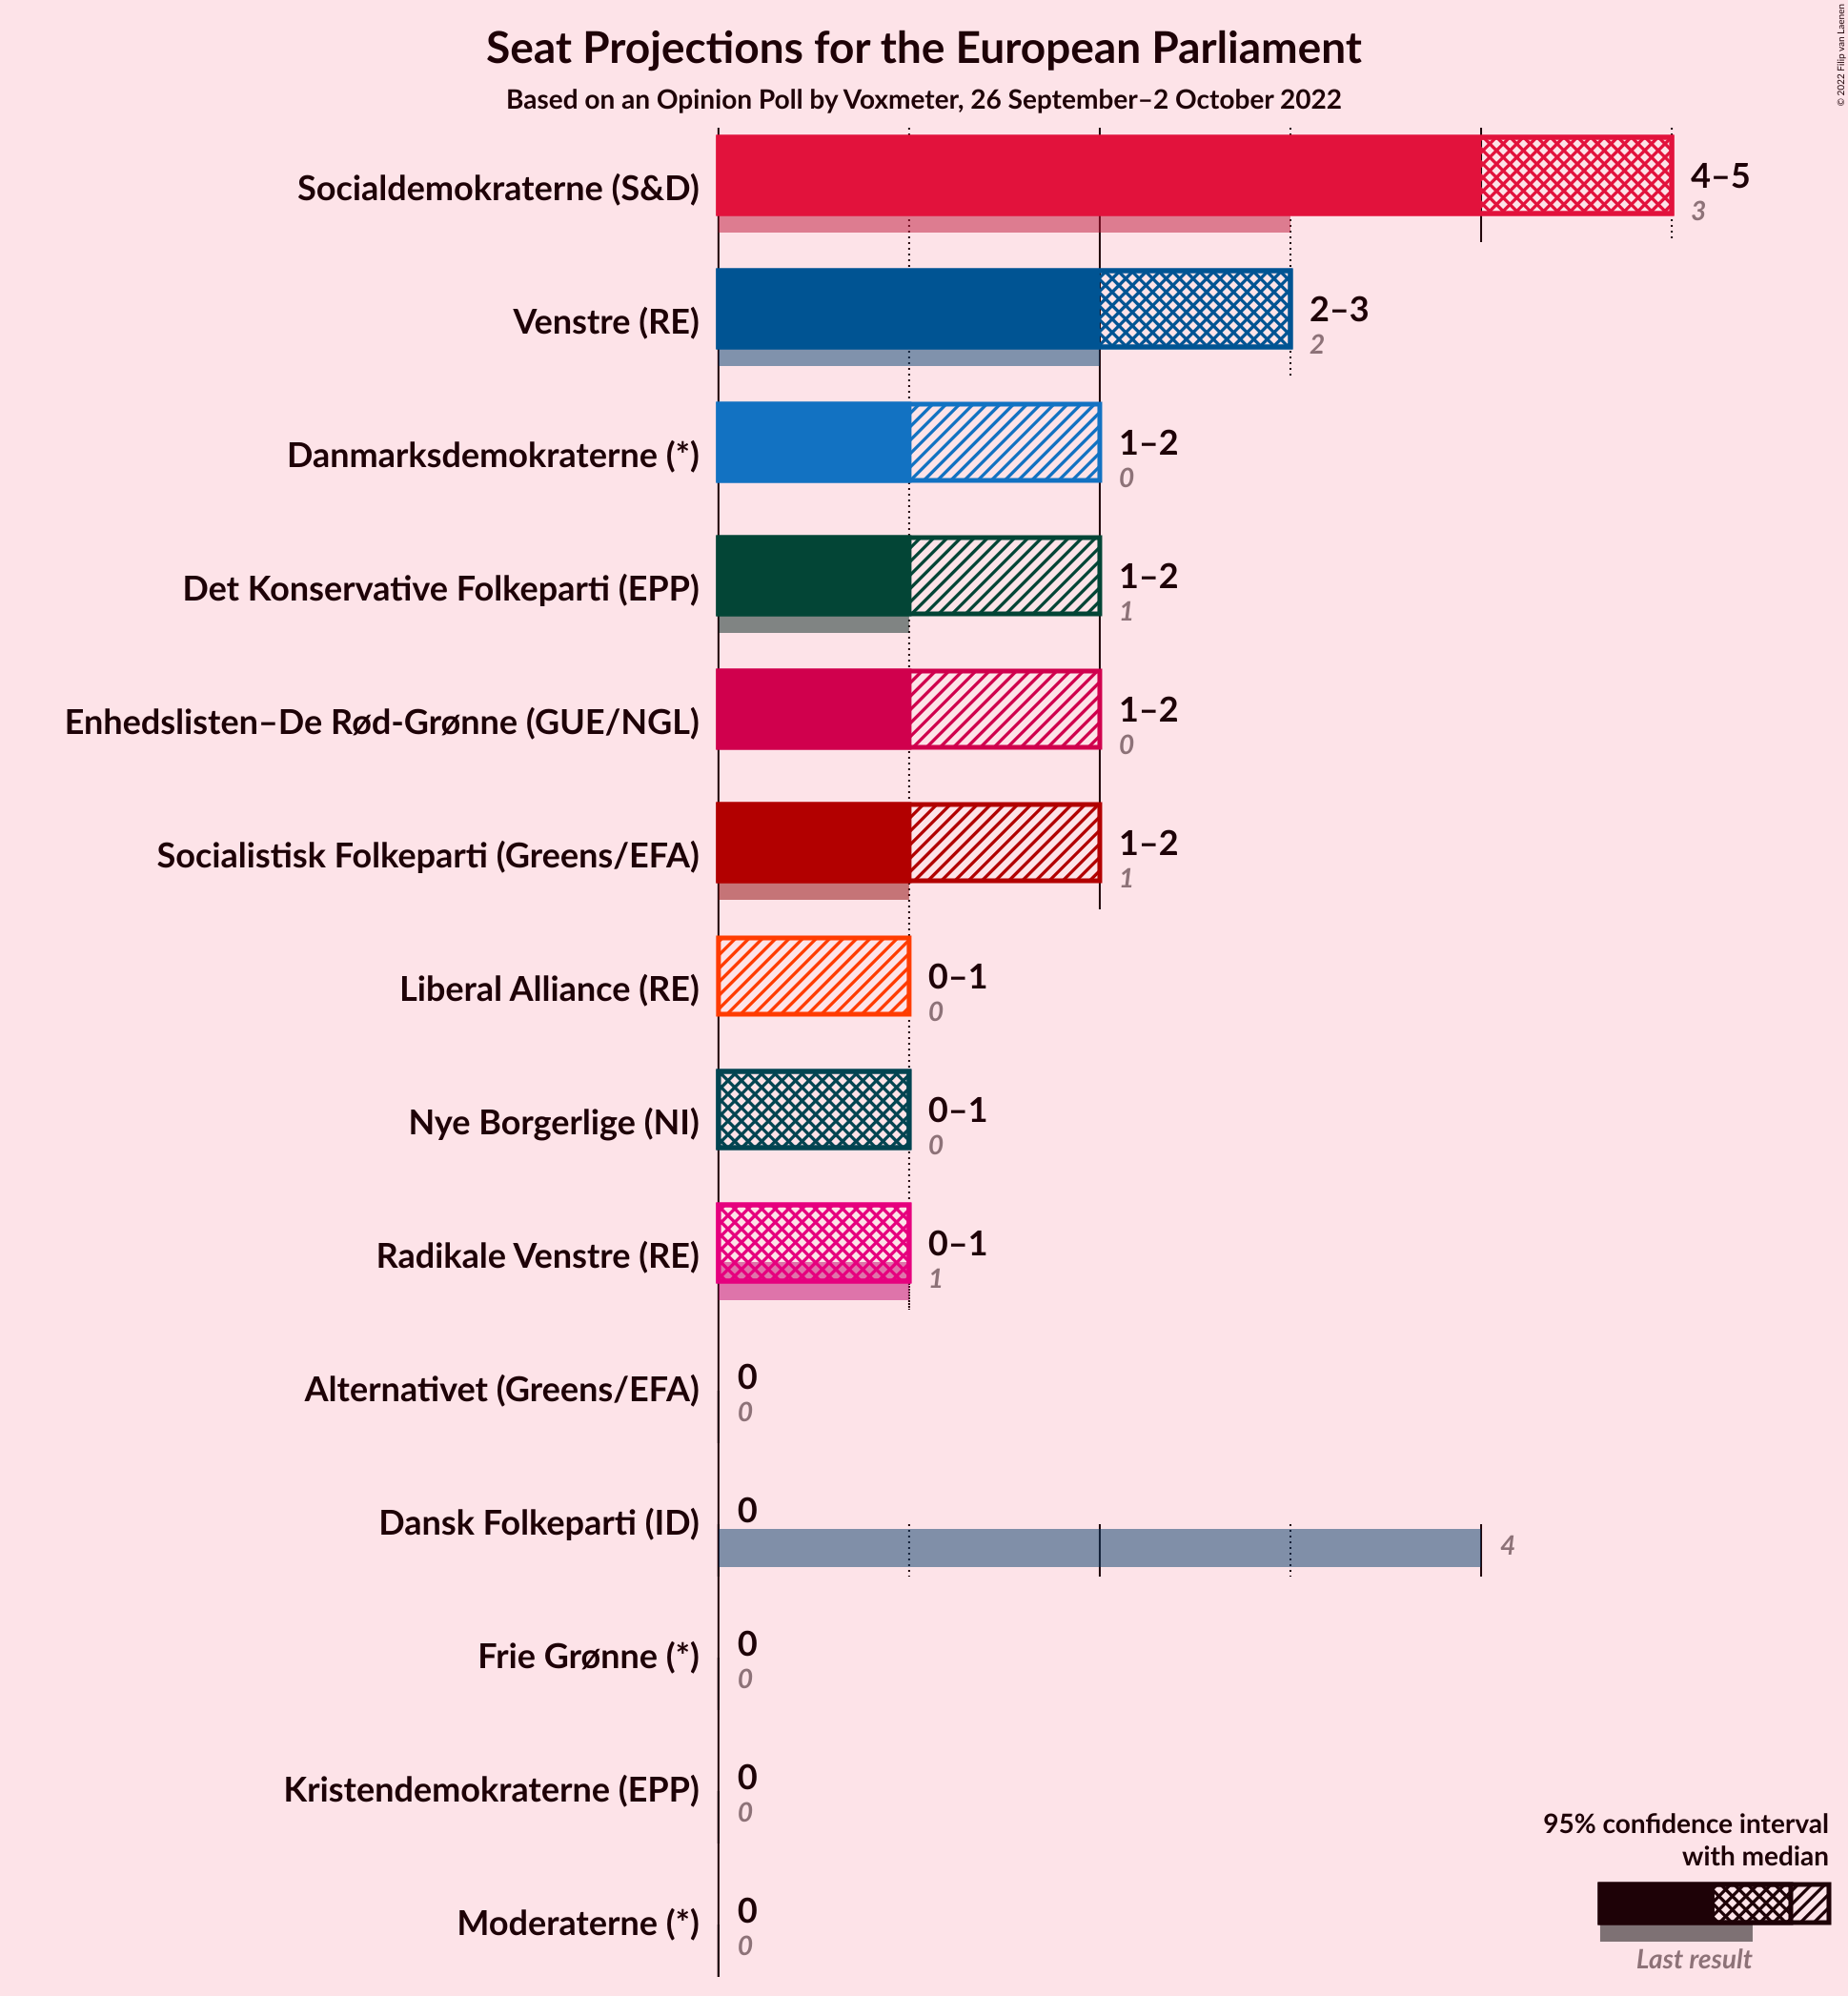 Seat Projections for the European Parliament
Based on an Opinion Poll by Voxmeter, 26 September–2 October 2022
© 2022 Filip van Laenen
Socialdemokraterne (S&D)
4–5
3
Venstre (RE)
2–3
2
Danmarksdemokraterne (*)
1–2
0
Det Konservative Folkeparti (EPP)
1–2
1
Enhedslisten–De Rød-Grønne (GUE/NGL)
1–2
0
Socialistisk Folkeparti (Greens/EFA)
1–2
1
Liberal Alliance (RE)
0–1
0
Nye Borgerlige (NI)
0–1
0
Radikale Venstre (RE)
0–1
1
Alternativet (Greens/EFA)
0
0
Dansk Folkeparti (ID)
0
4
Frie Grønne (*)
0
0
Kristendemokraterne (EPP)
0
0
Moderaterne (*)
0
0
95% confidence interval
with median
Last result